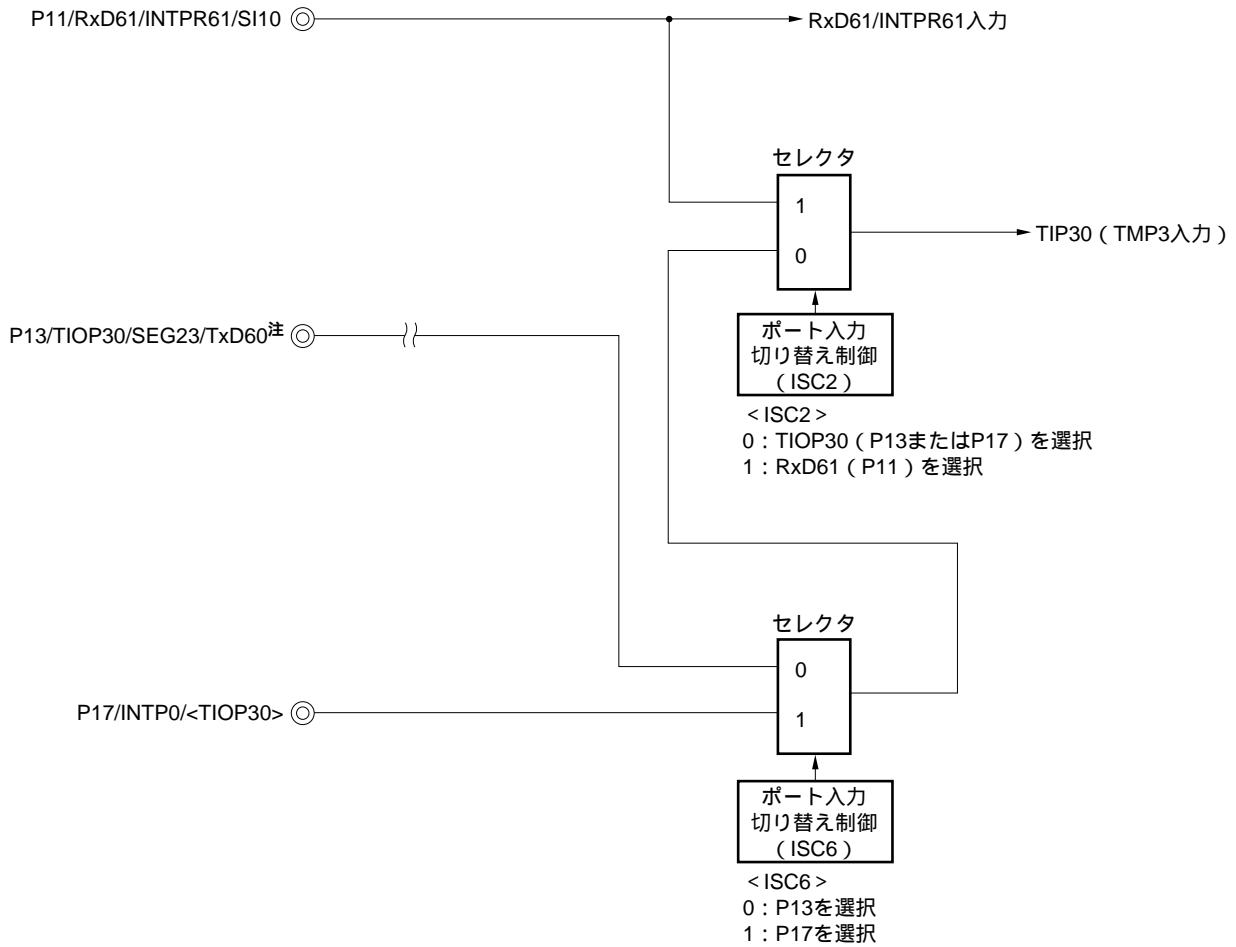 P11/RxD61/INTPR61/SI10
RxD61/INTPR61入力
セレクタ
1
0
TIP30（TMP3入力）
P13/TIOP30/SEG23/TxD60注
ポート入力
切り替え制御
（ISC2）
<ISC2>
0：TIOP30（P13またはP17）を選択
1：RxD61（P11）を選択
セレクタ
0
1
P17/INTP0/<TIOP30>
ポート入力
切り替え制御
（ISC6）
<ISC6>
0：P13を選択
1：P17を選択